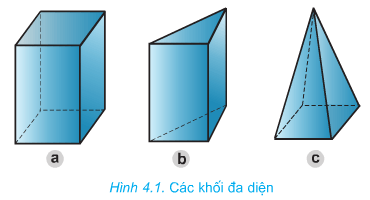 a b c
Hình 4.1. Các khối đa diện